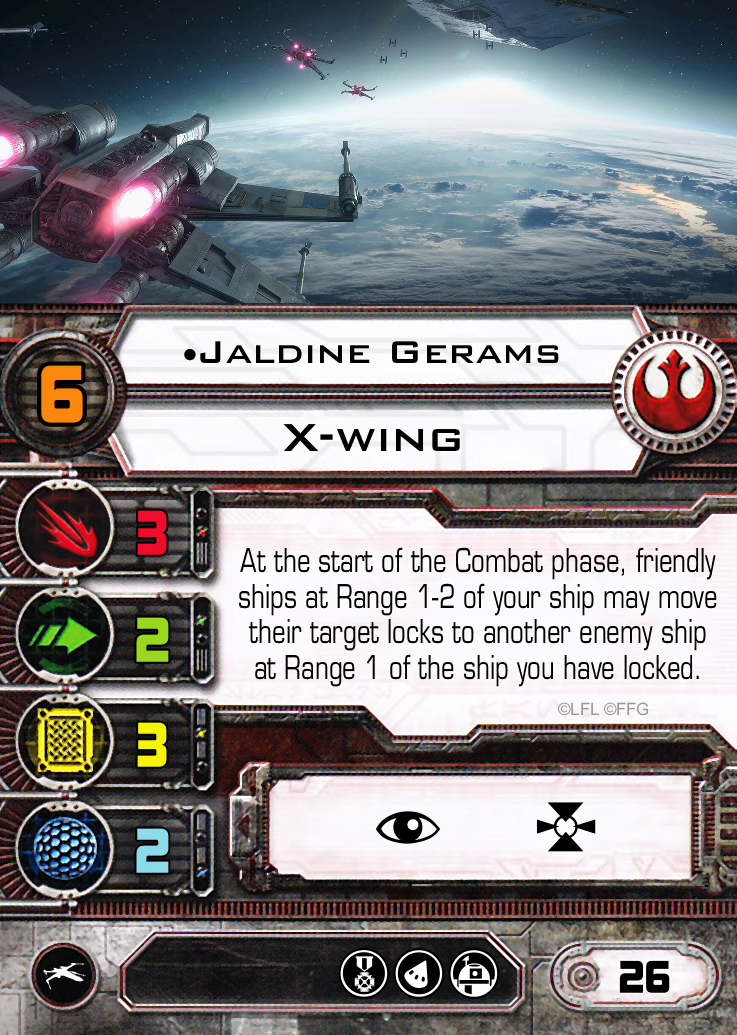 •Jaldine Gerams
6
X-wing
3
At the start of the Combat phase, friendly
ships at Range 1-2 of your ship may move
their target locks to another enemy ship
at Range 1 of the ship you have locked.
©LFL ©FFG
2
3
2
26